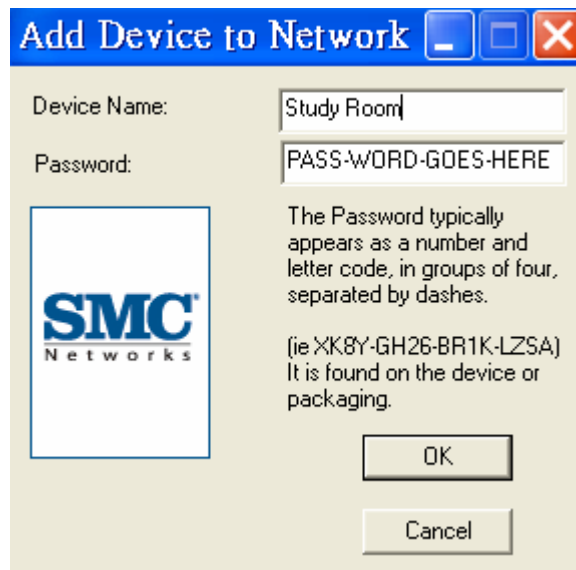 Add Device to Network
Device Name:
Study Room
Password:
PASS-WORD-GOES-HERE
SMC
Networks
The Password typically
appears as a number and
letter code, in groups of four,
separated by dashes.
(ie XK8Y-GH26-BR1K-LZSA)
It is found on the device or
packaging.
OK
Cancel